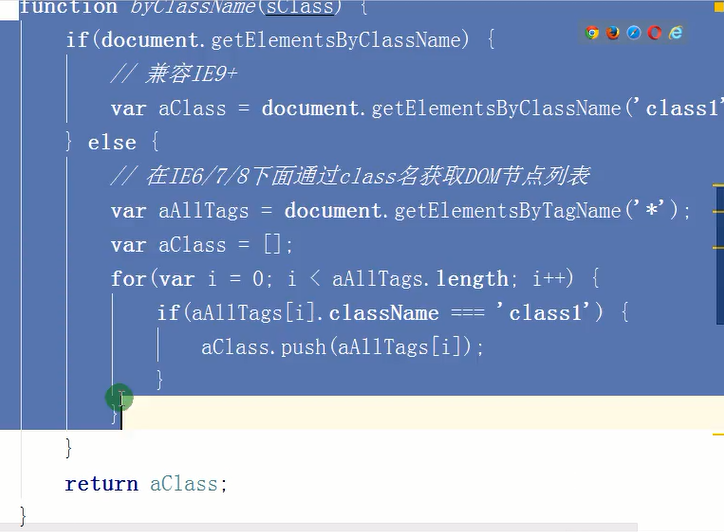 function byClassName(sClass) {
if(document.getElementsByClassName) {
// 兼容IE9+
var aClass = document.getElementsByClassName('class1'
} else {
// 在IE6/7/8下面通过class名获取DOM节点列表
var aAllTags = document.getElementsByTagName('*');
var aClass = [];
for(var i = 0; i < aAllTags.length; i++) {
if(aAllTags[i].className === 'class1') {
aClass.push(aAllTags[i]);
}
}
}
return aClass;
}